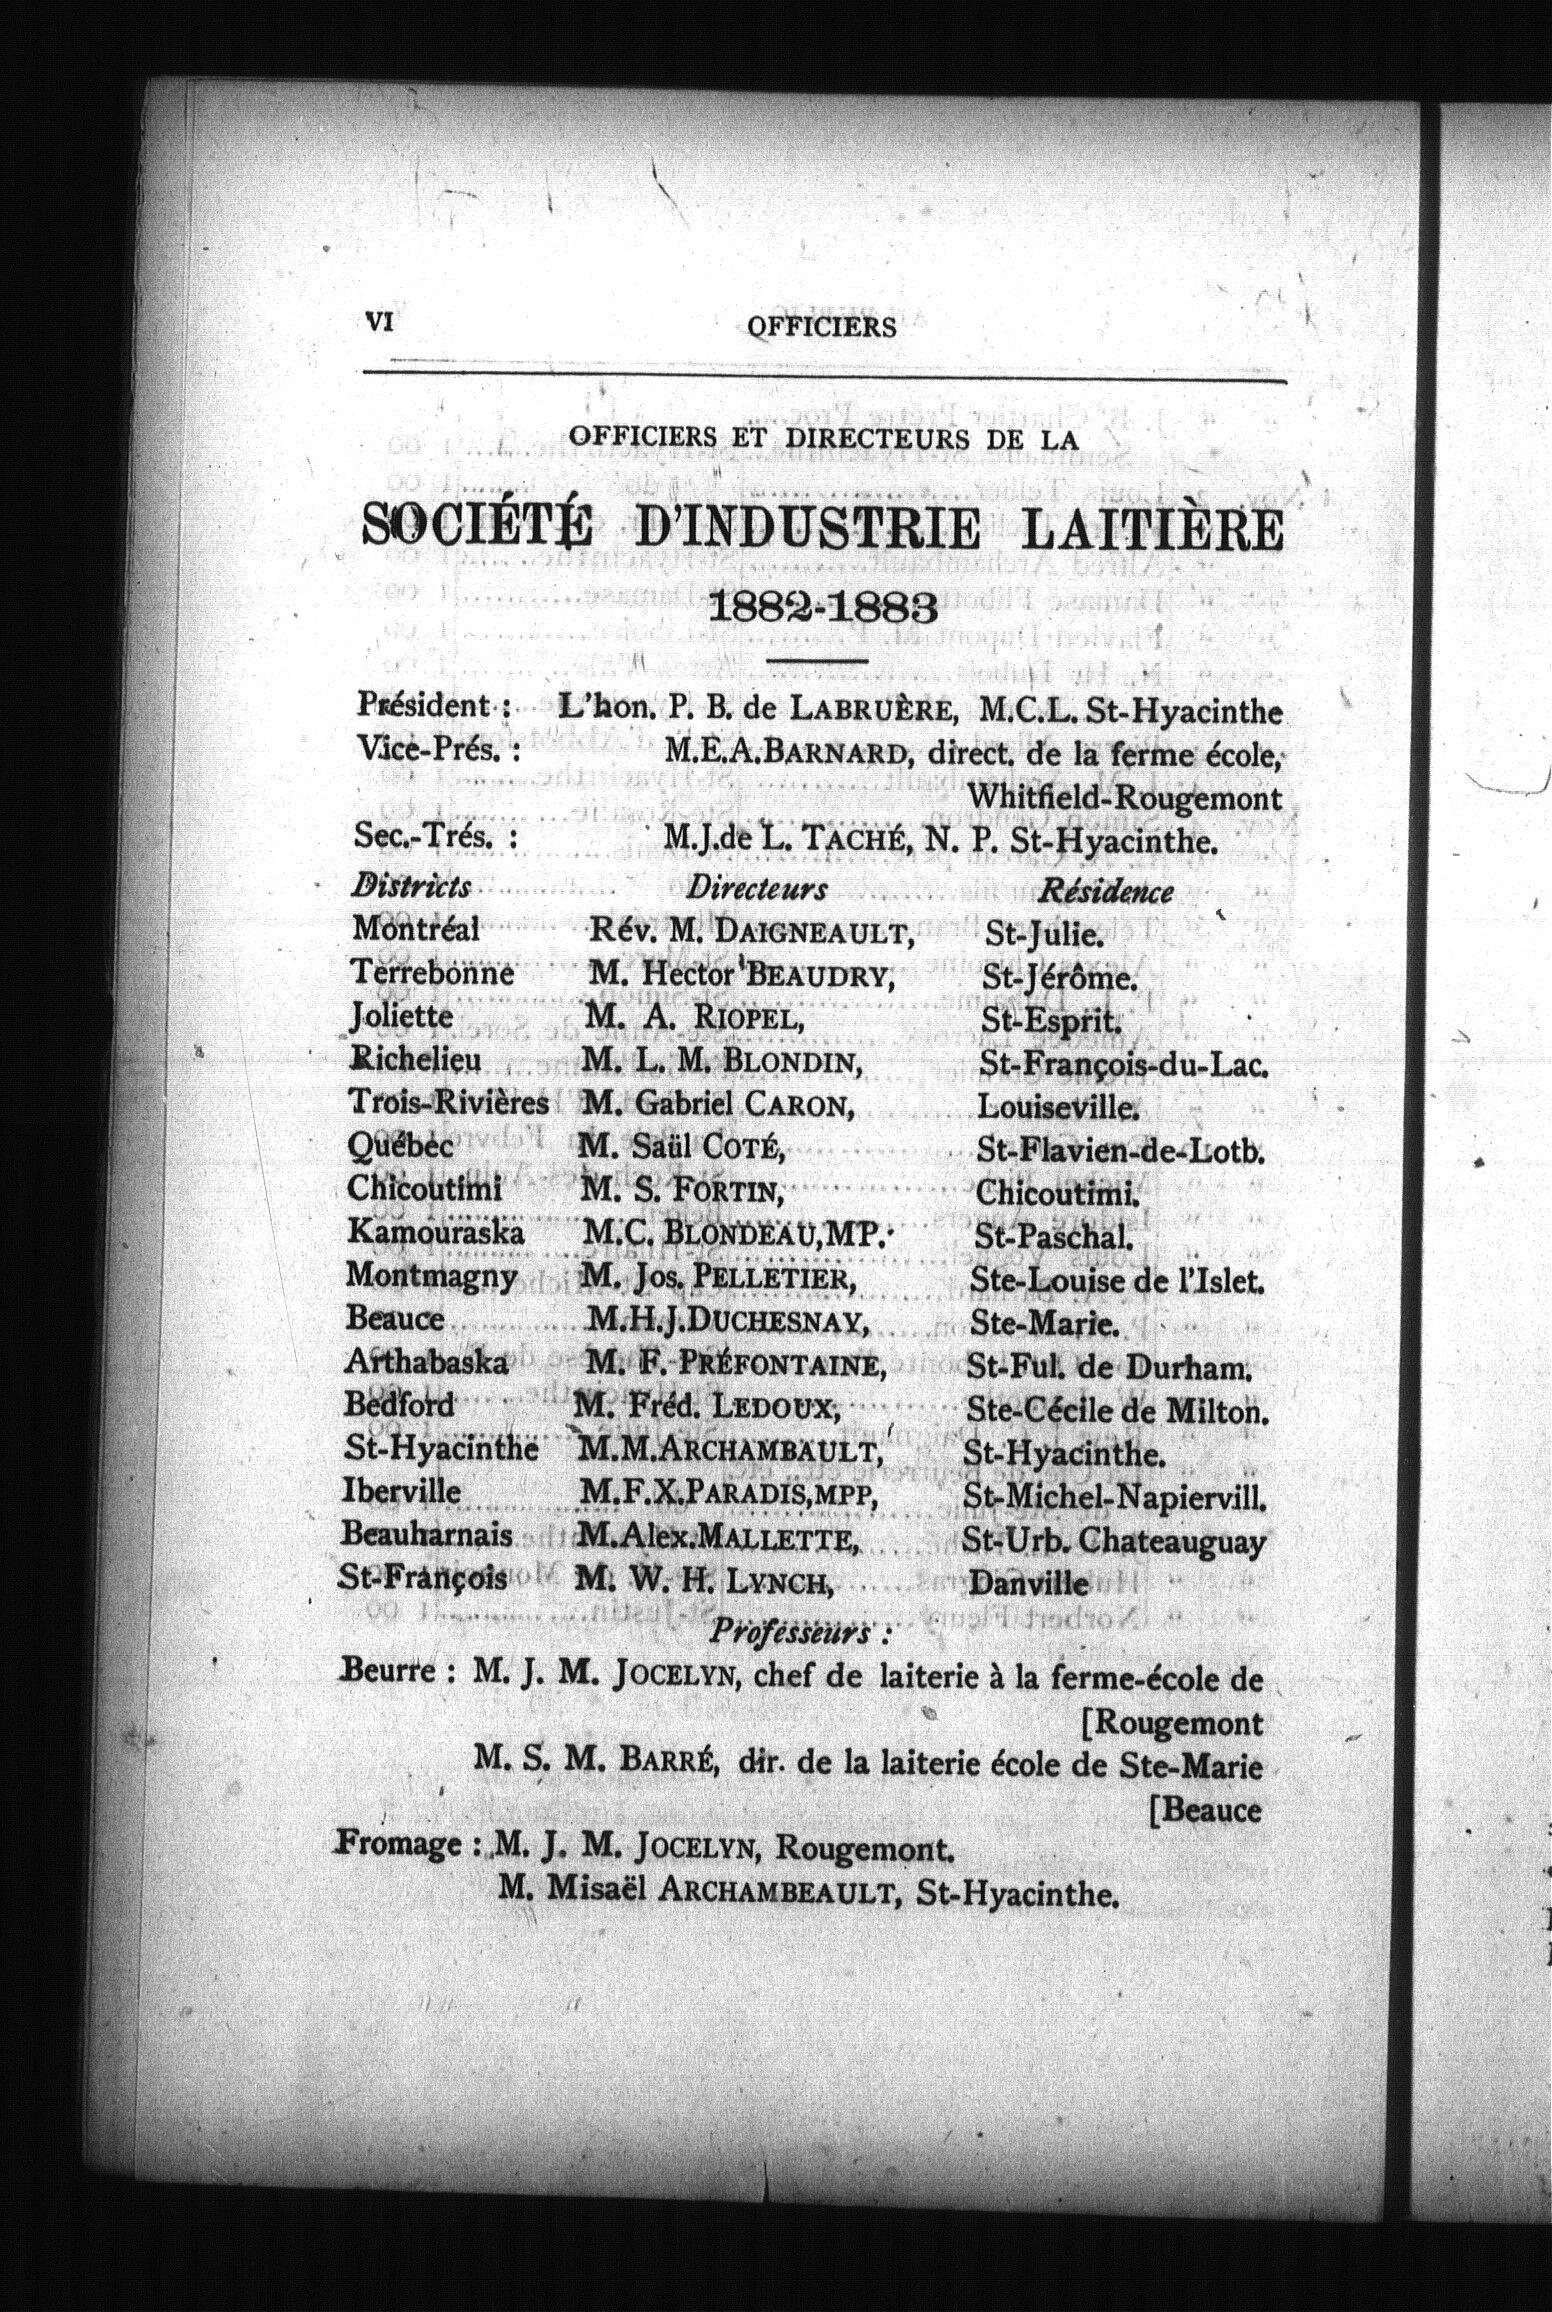 VI OFFICIERS
OFFICIERS ET DIRECTEURS DE LA
SOCIÉTÉ D'INDUSTRIE LAITIÈRE
1882-1883
Président : L'hon. P. B. de LABRUÈRE, M.C.L. St-Hyacinthe
Vice-Prés. : M.E.A.BARNARD, direct. de la ferme école,
Whitfield-Rougemont
Sec.-Trés. : M.J.de L. TACHÉ, N. P. St-Hyacinthe.
Districts Directeurs Résidence
Montréal Rév. M. DAIGNEAULT, St-Julie.
Terrebonne M. Hector BEAUDRY, St-Jérôme.
Joliette M. A. RIOPEL, St-Esprit.
Richelieu M. L. M. BLONDIN, St-François-du-Lac.
Trois-Rivières M. Gabriel CARON, Louiseville.
Québec M. Saül COTÉ, St-Flavien-de-Lotb.
Chicoutimi M. S. FORTIN, Chicoutimi.
Kamouraska M.C. BLONDEAU,MP. St-Paschal.
Montmagny M. Jos. PELLETIER, Ste-Louise de l'Islet.
Beauce M.H.J.DUCHESNAY, Ste-Marie.
Arthabaska M. F. PRÉFONTAINE, St-Ful. de Durham.
Bedford M. Fréd. LEDOUX, Ste-Cécile de Milton.
St-Hyacinthe M.M.ARCHAMBAULT, St-Hyacinthe.
Iberville M.F.X.PARADIS,MPP, St-Michel-Napiervill.
Beauharnais M.Alex.MALLETTE, St-Urb. Chateauguay
St-François M. W. H. LYNCH, Danville
Professeurs :
Beurre : M. J. M. JOCELYN, chef de laiterie à la ferme-école de
[Rougemont
M. S. M. BARRÉ, dir. de la laiterie école de Ste-Marie
[Beauce
Fromage : M. J. M. JOCELYN, Rougemont.
M. Misaël ARCHAMBEAULT, St-Hyacinthe.